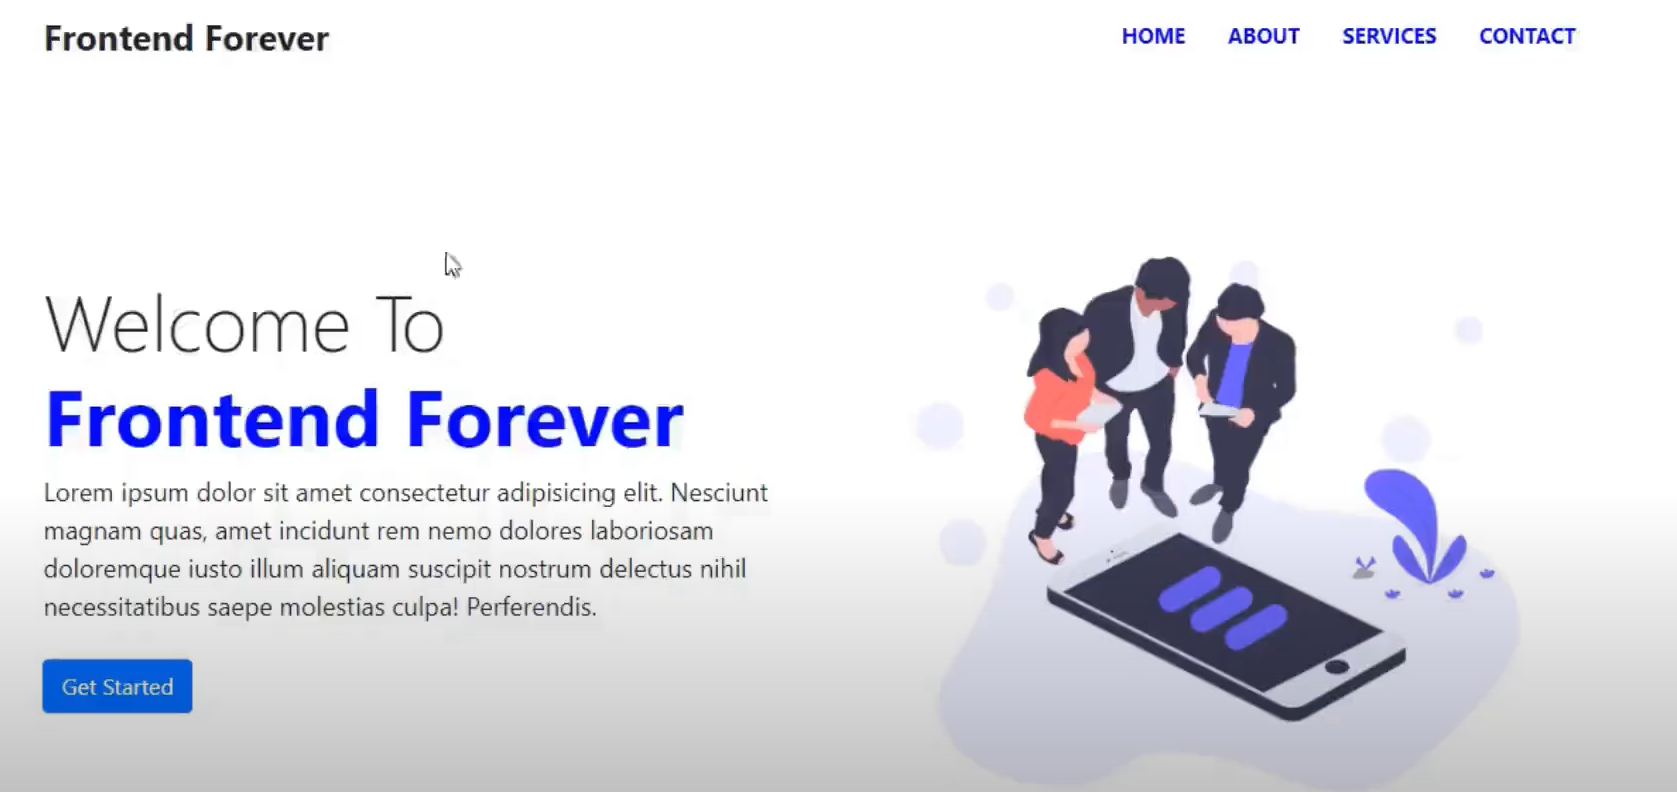 Frontend Forever
HOME ABOUT SERVICES CONTACT
Welcome To
Frontend Forever
Lorem ipsum dolor sit amet consectetur adipisicing elit. Nesciunt
magnam quas, amet incidunt rem nemo dolores laboriosam
doloremque iusto illum aliquam suscipit nostrum delectus nihil
necessitatibus saepe molestias culpa! Perferendis.
Get Started